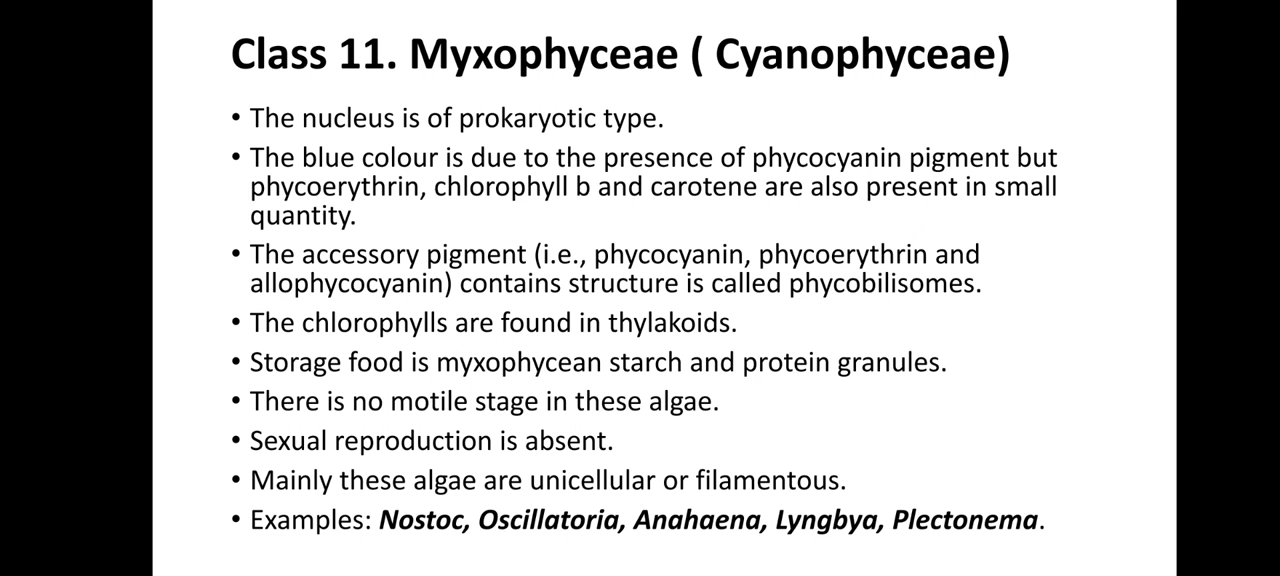 Class 11. Myxophyceae ( Cyanophyceae)
• The nucleus is of prokaryotic type.
• The blue colour is due to the presence of phycocyanin pigment but
phycoerythrin, chlorophyll b and carotene are also present in small
quantity.
• The accessory pigment (i.e., phycocyanin, phycoerythrin and
allophycocyanin) contains structure is called phycobilisomes.
• The chlorophylls are found in thylakoids.
• Storage food is myxophycean starch and protein granules.
• There is no motile stage in these algae.
• Sexual reproduction is absent.
• Mainly these algae are unicellular or filamentous.
• Examples: Nostoc, Oscillatoria, Anahaena, Lyngbya, Plectonema.